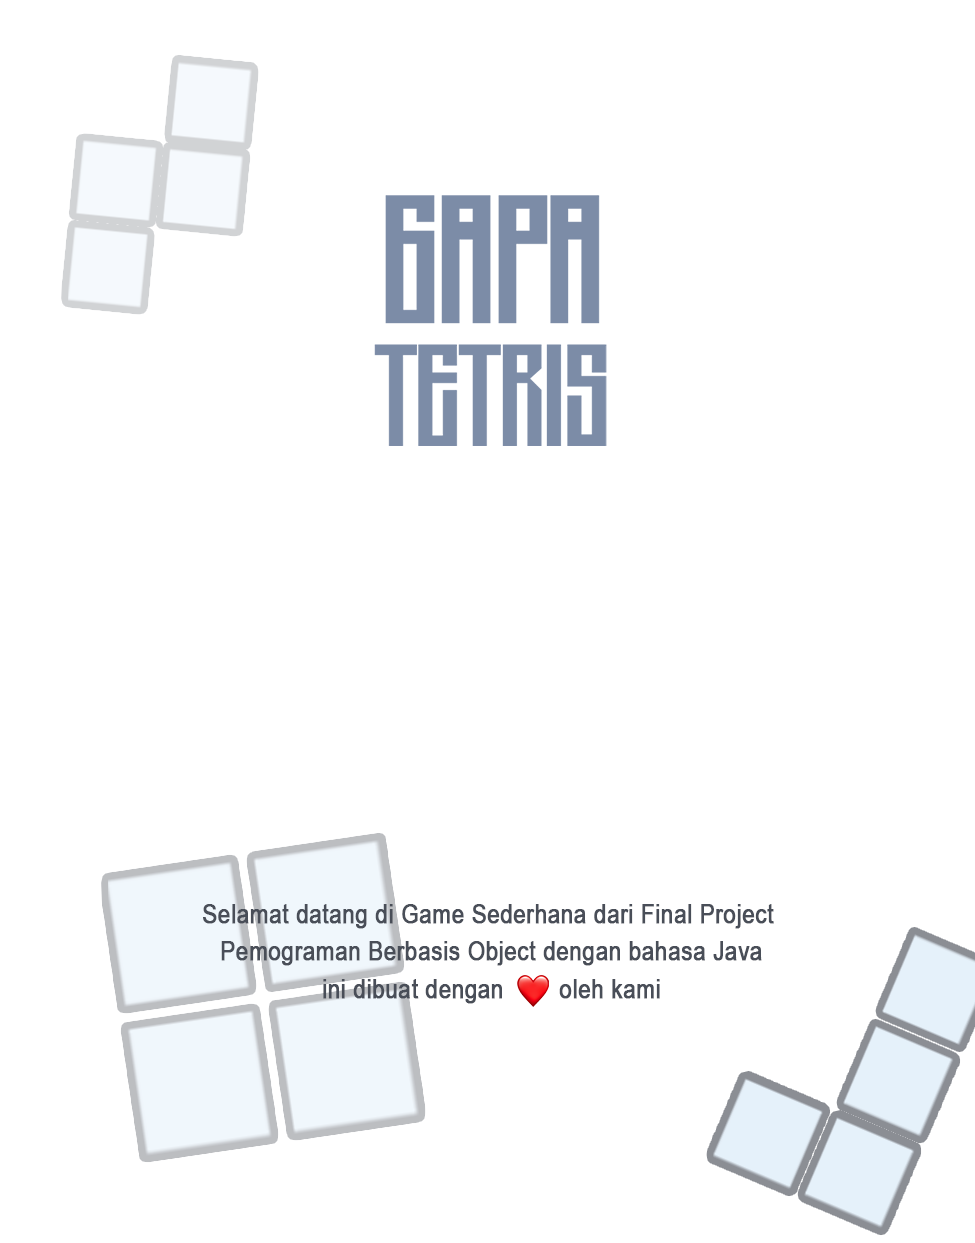 GAPA
TETRIS
Selamat datang di Game Sederhana dari Final Project
Pemograman Berbasis Object dengan bahasa Java
ini dibuat dengan ❤️ oleh kami